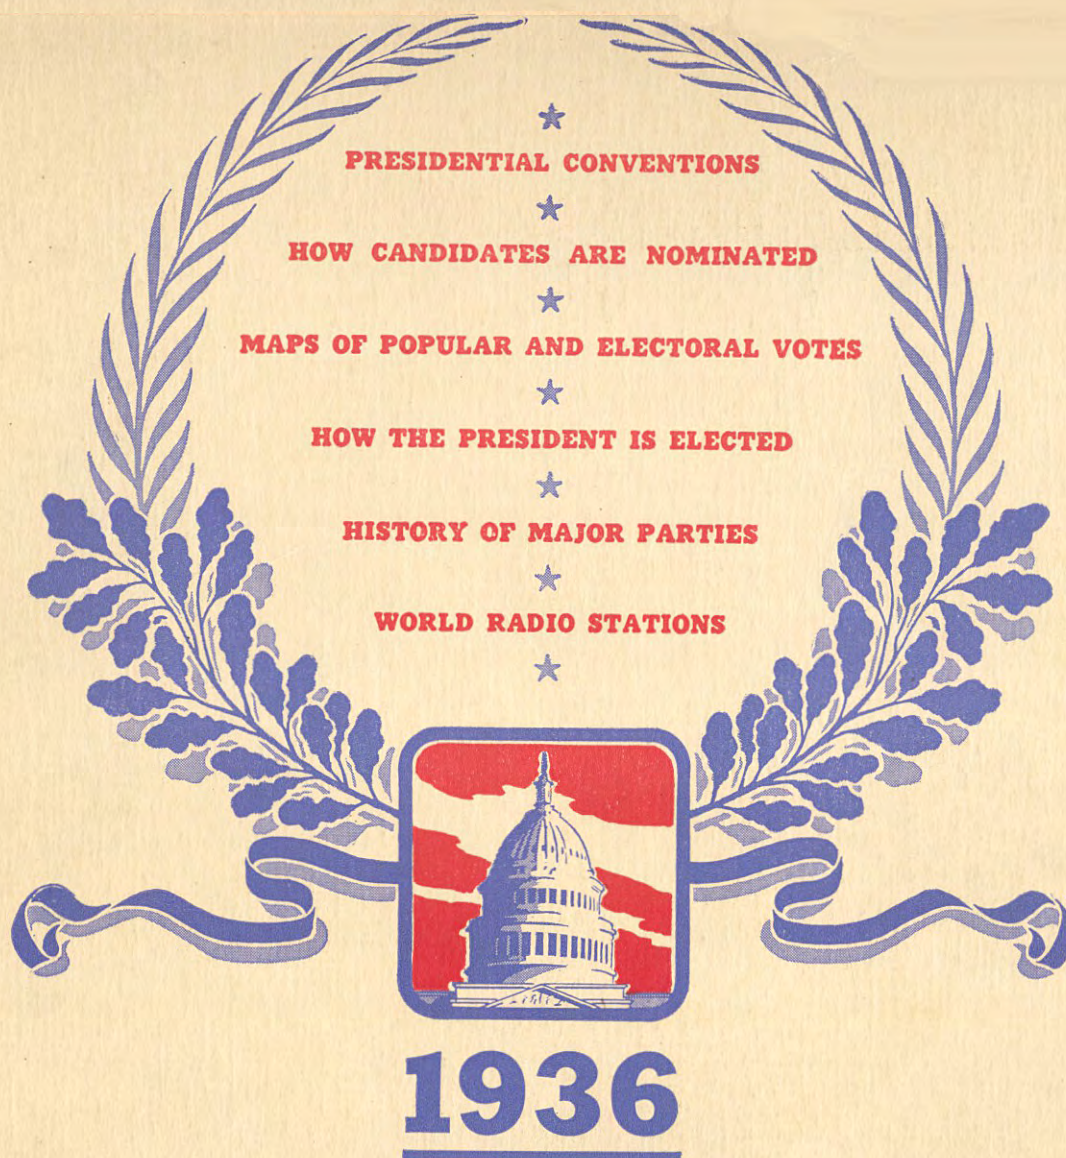 PRESIDENTIAL CONVENTIONS
HOW CANDIDATES ARE NOMINATED
MAPS OF POPULAR AND ELECTORAL VOTES
HOW THE PRESIDENT IS ELECTED
HISTORY OF MAJOR PARTIES
WORLD RADIO STATIONS
1936